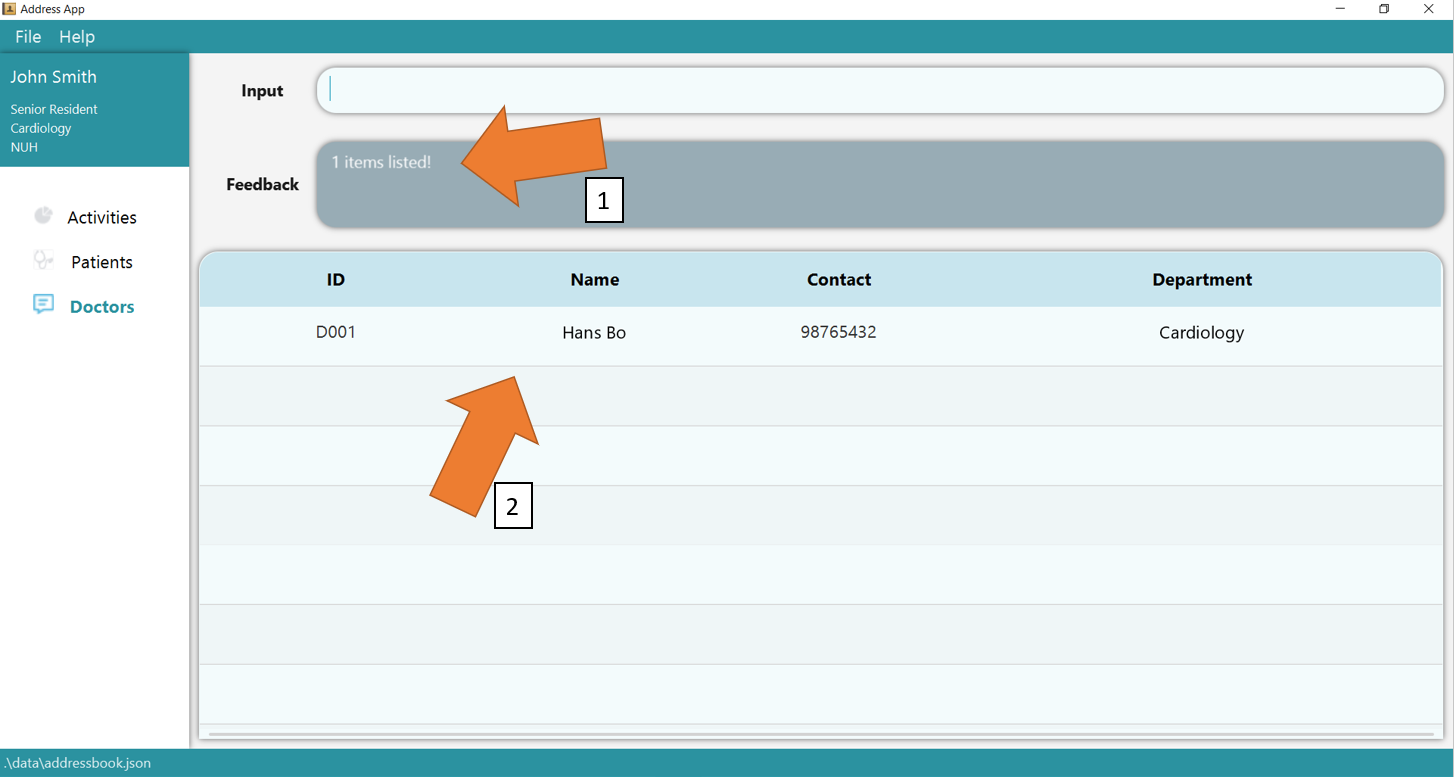 Address App
File Help
John Smith
Senior Resident
Cardiology
NUH
Activities
Patients
Doctors
Input
Feedback
1 items listed!
1
ID Name Contact Department
D001 Hans Bo 98765432 Cardiology
2
.\data\addressbook.json